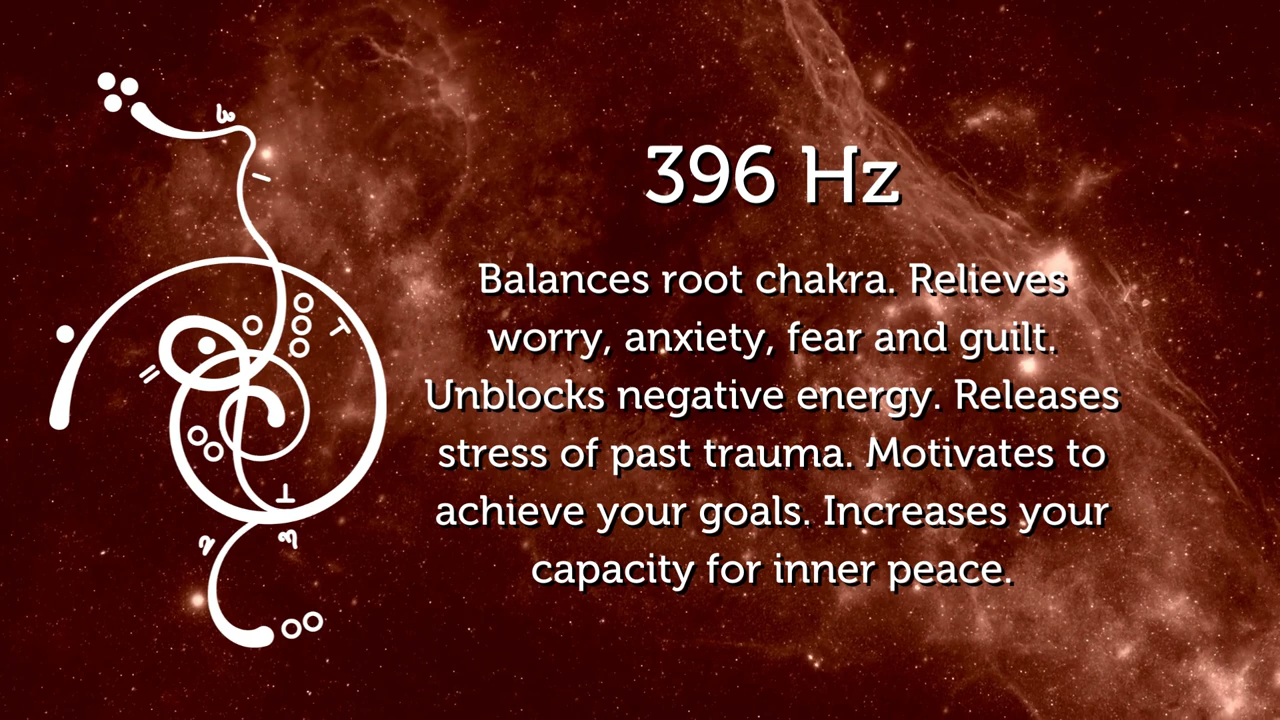 396 Hz
Balances root chakra. Relieves
worry, anxiety, fear and guilt.
Unblocks negative energy. Releases
stress of past trauma. Motivates to
achieve your goals. Increases your
capacity for inner peace.